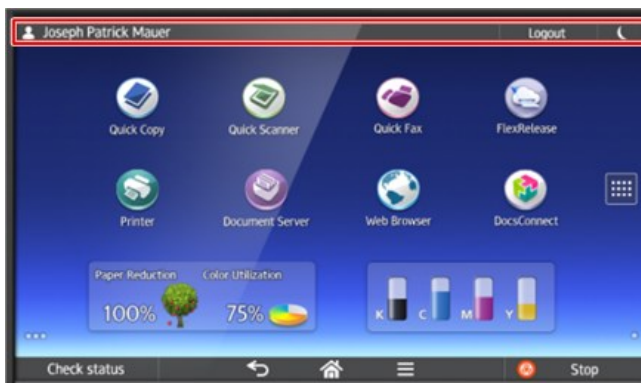 Joseph Patrick Mauer Logout
Quick Copy Quick Scanner Quick Fax FlexRelease
Printer Document Server Web Browser DocsConnect
Paper Reduction Color Utilization
100% 75% K C M Y
Check status Stop